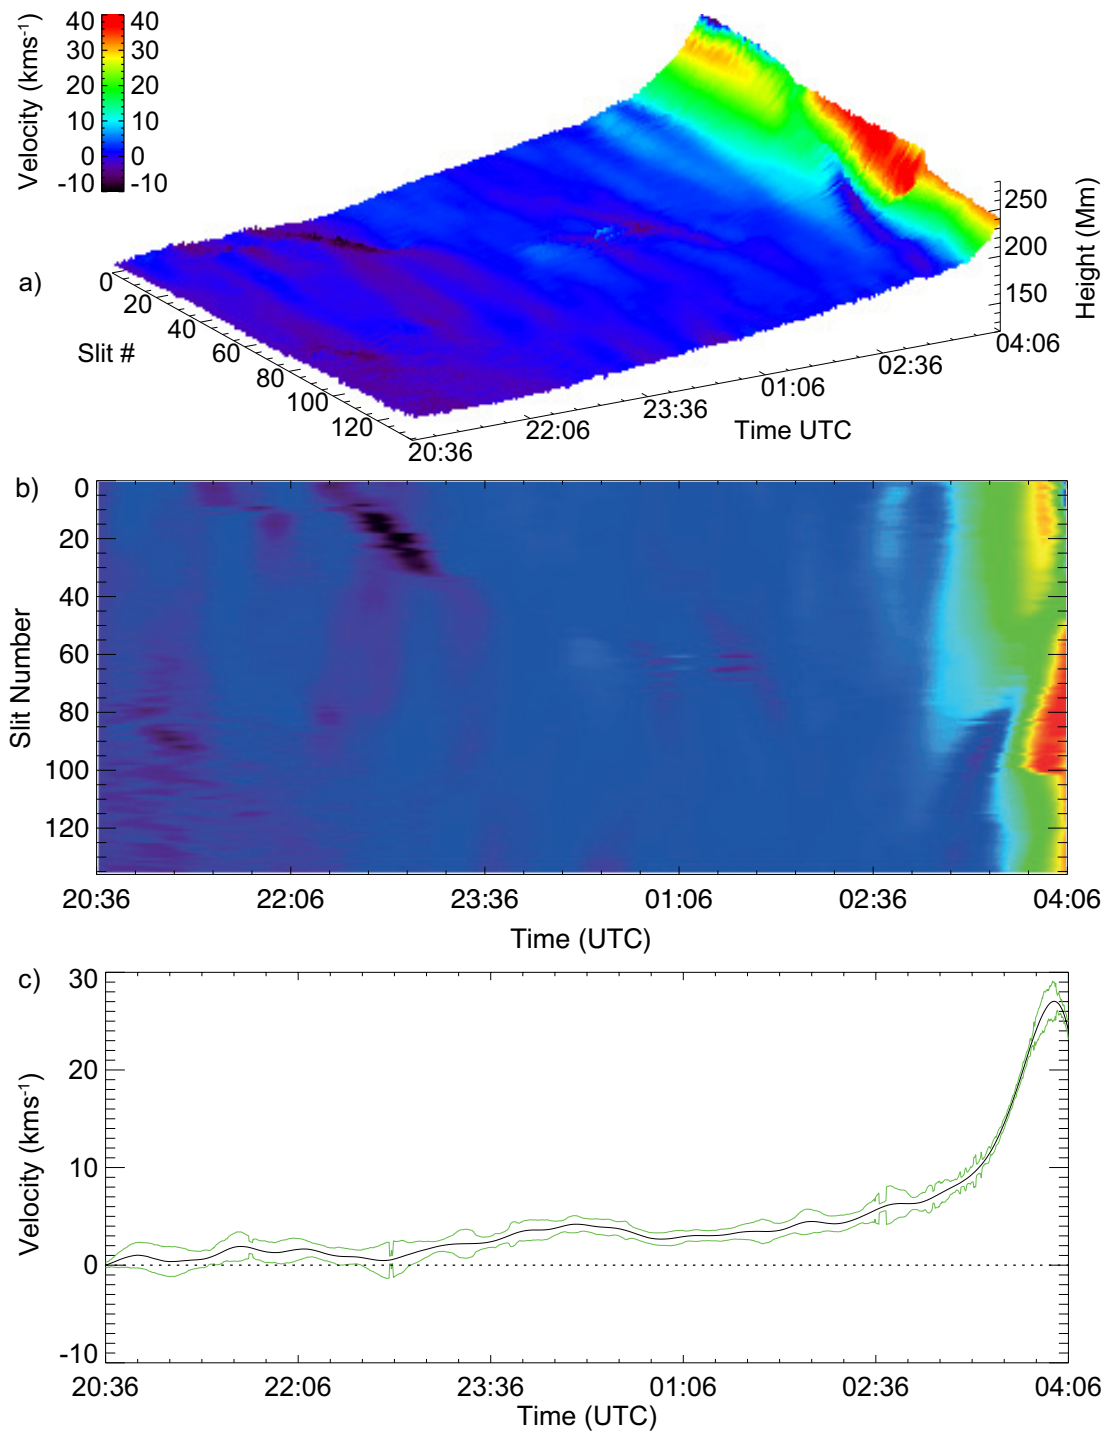 Velocity (kms-1)
40 40
30 30
20 20
10 10
0 0
-10 -10
a)
0
20
40
60
80
100
120
Slit #
20:36
22:06
23:36
01:06
02:36
04:06
Time UTC
250
200
150
Height (Mm)
b)
0
20
40
60
80
100
120
Slit Number
20:36 22:06 23:36 01:06 02:36 04:06
Time (UTC)
c)
30
20
10
0
-10
Velocity (kms-1)
20:36 22:06 23:36 01:06 02:36 04:06
Time (UTC)